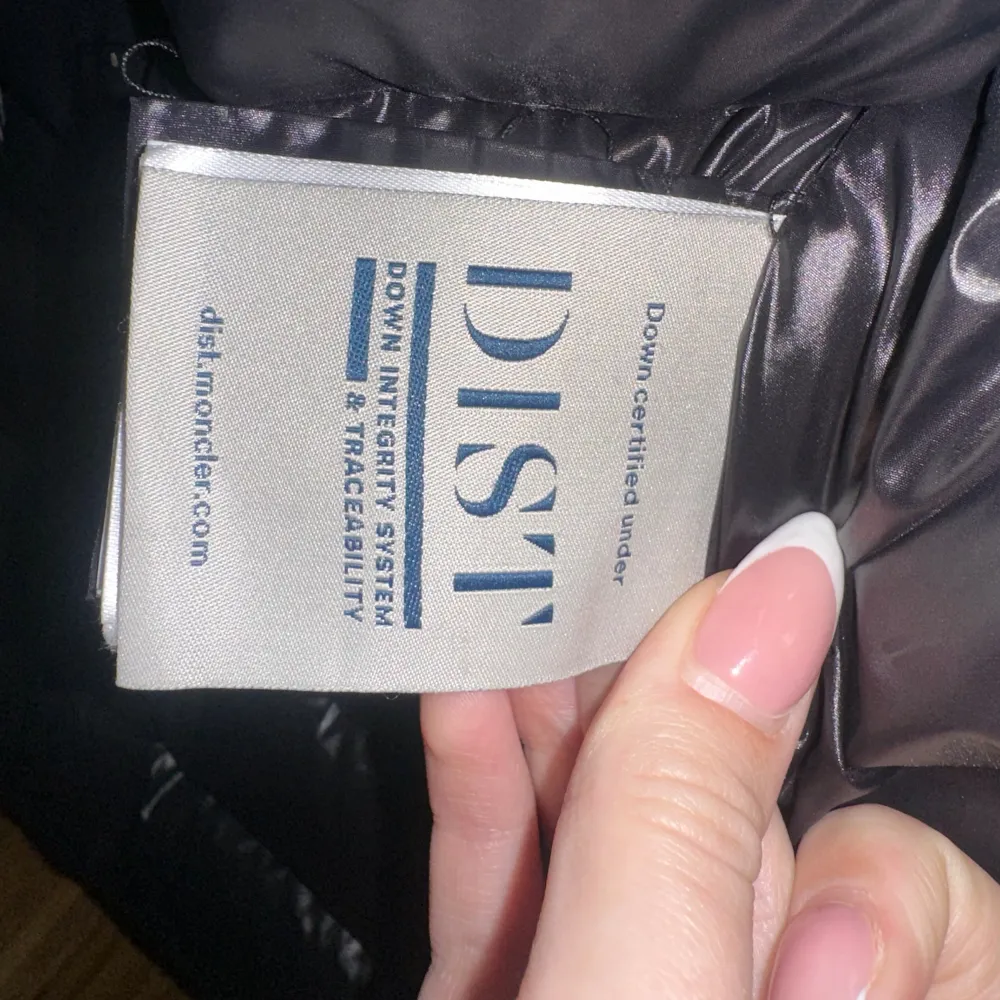 Down certified under
DIST
DOWN INTEGRITY SYSTEM
& TRACEABILITY
dist.moncler.com